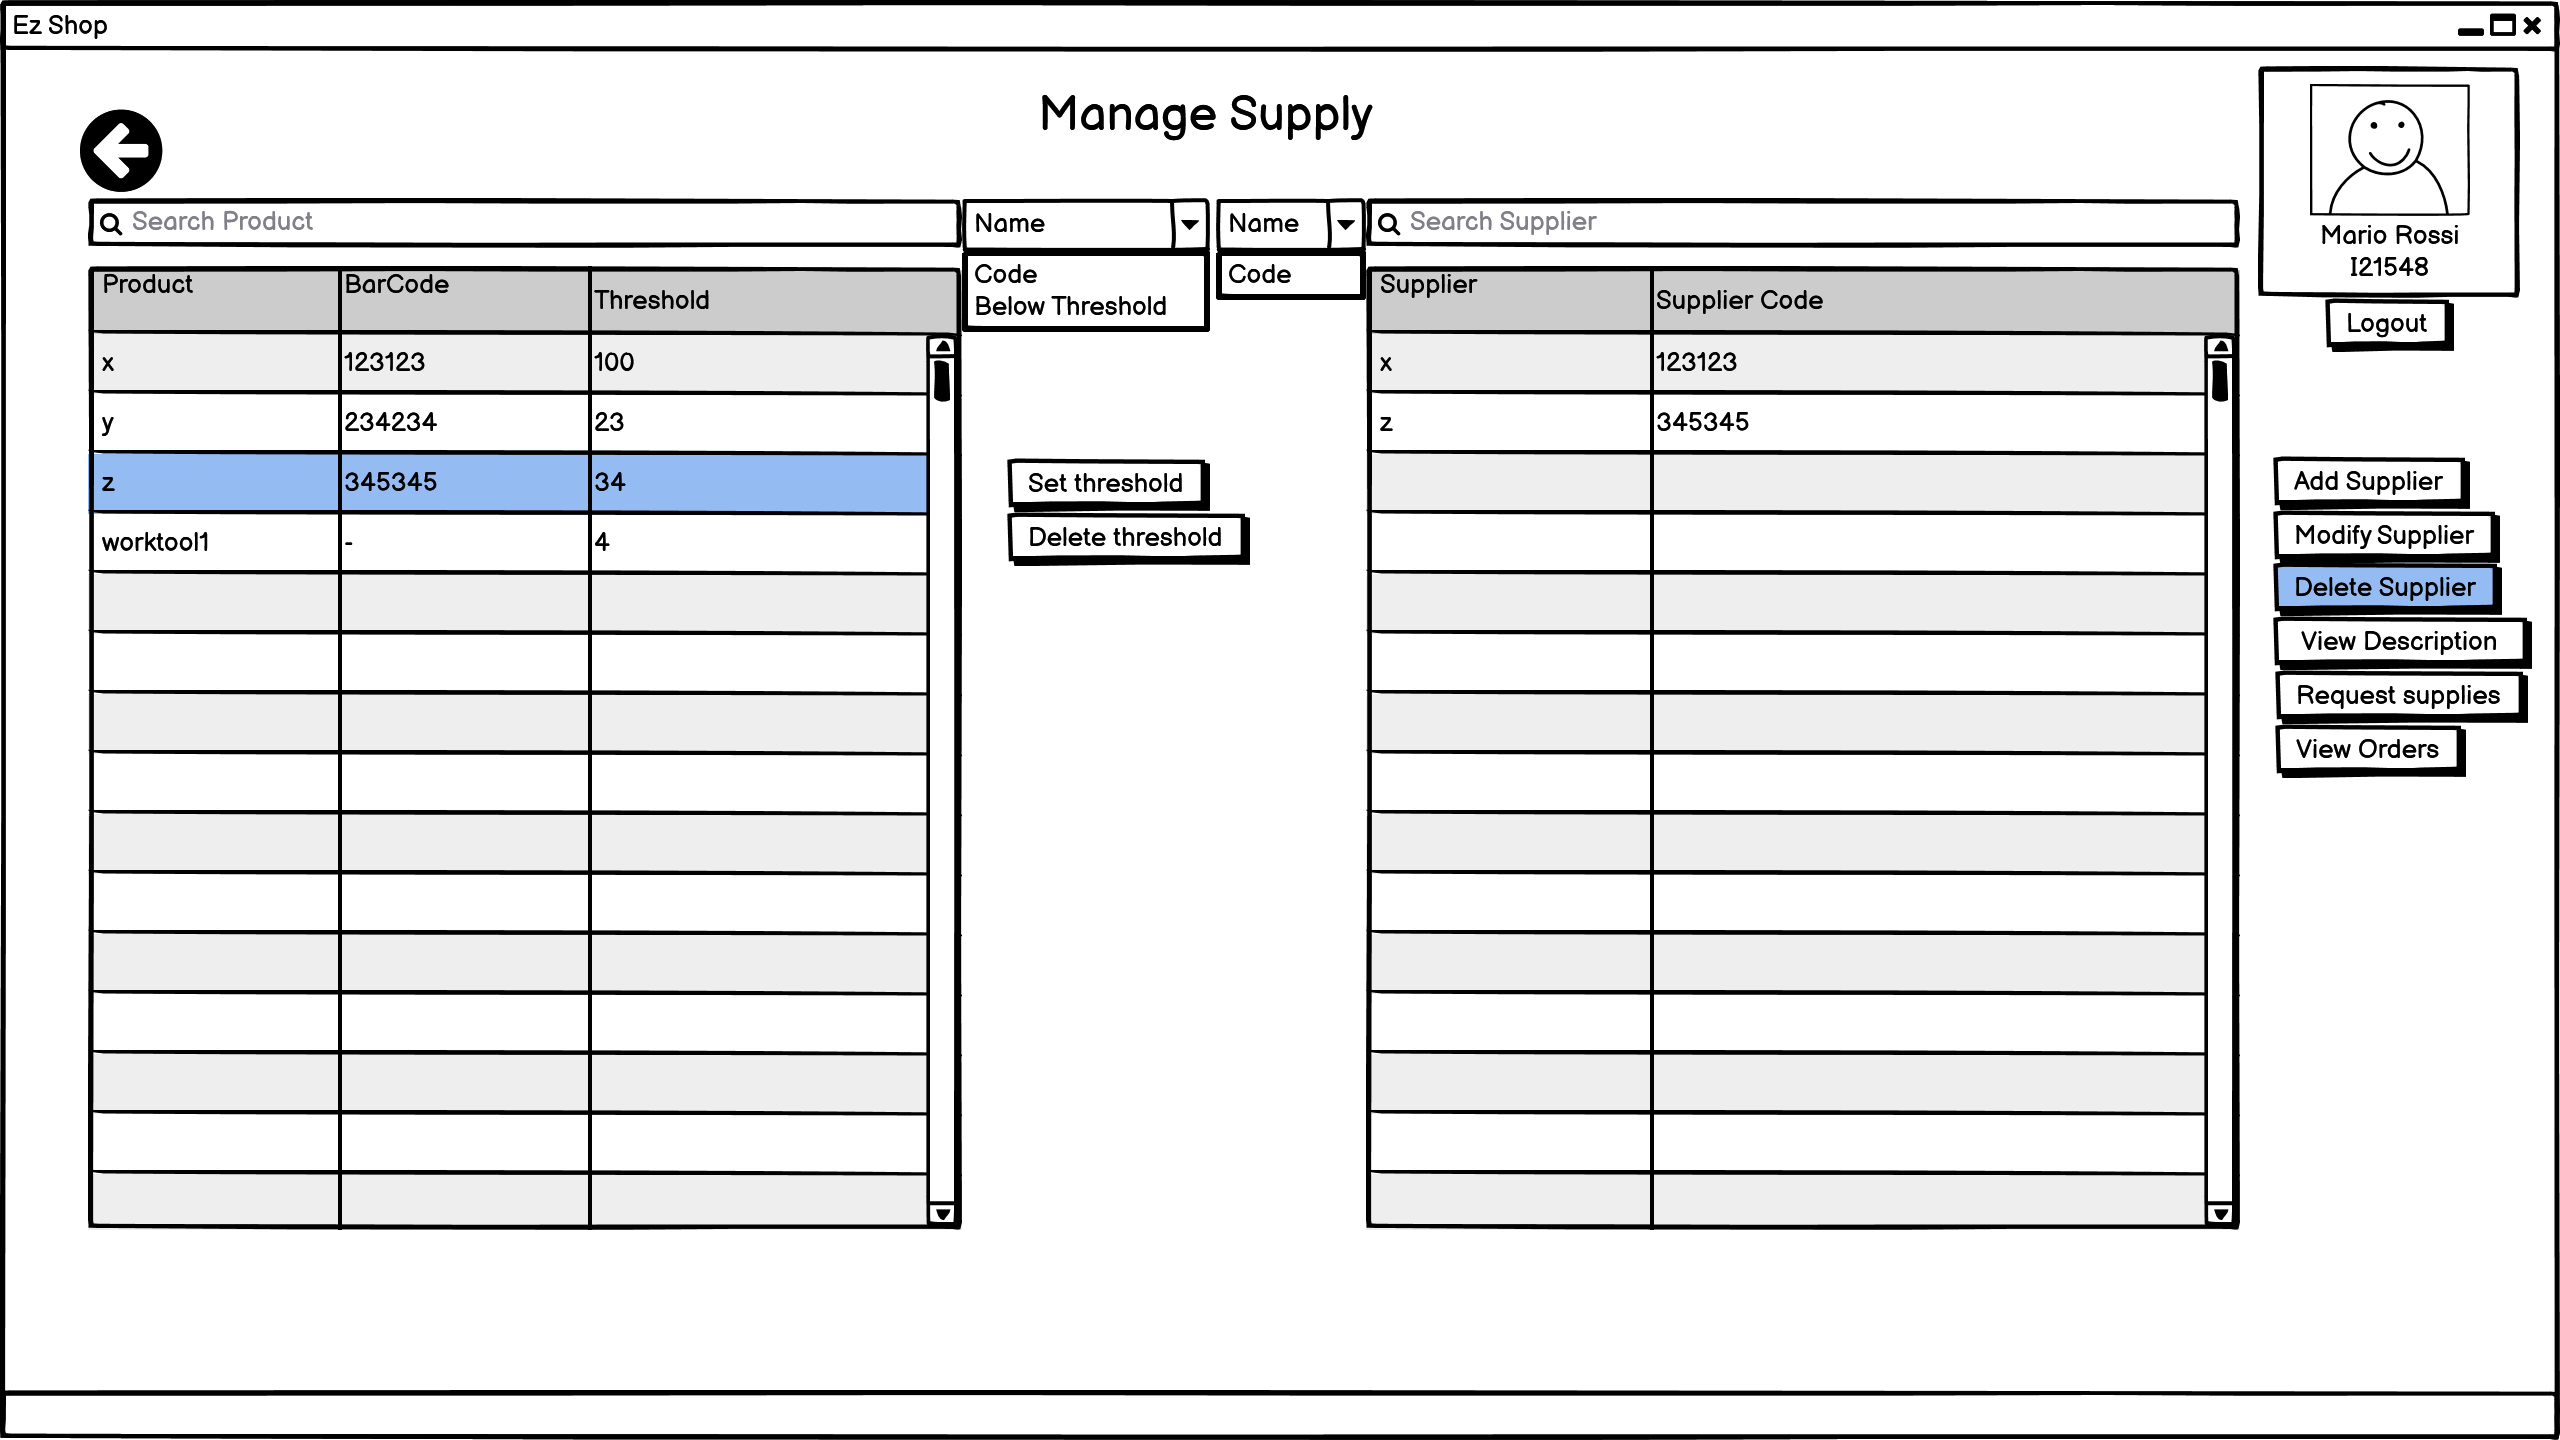 Ez Shop
Manage Supply
Mario Rossi
I21548
Logout
Search Product
Name
Code
Below Threshold
Name
Code
Search Supplier
Product BarCode Threshold
x 123123 100
y 234234 23
z 345345 34
worktool1 - 4
Set threshold
Delete threshold
Supplier Supplier Code
x 123123
z 345345
Add Supplier
Modify Supplier
Delete Supplier
View Description
Request supplies
View Orders